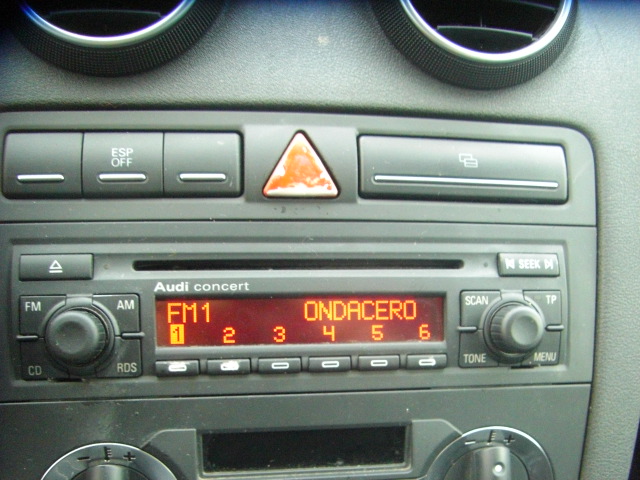 ESP
OFF
SEEK
Audi concert
FM AM
FM1 ONDACERO
1 2 3 4 5 6
SCAN TP
CD RDS
TONE MENU
- +
- +